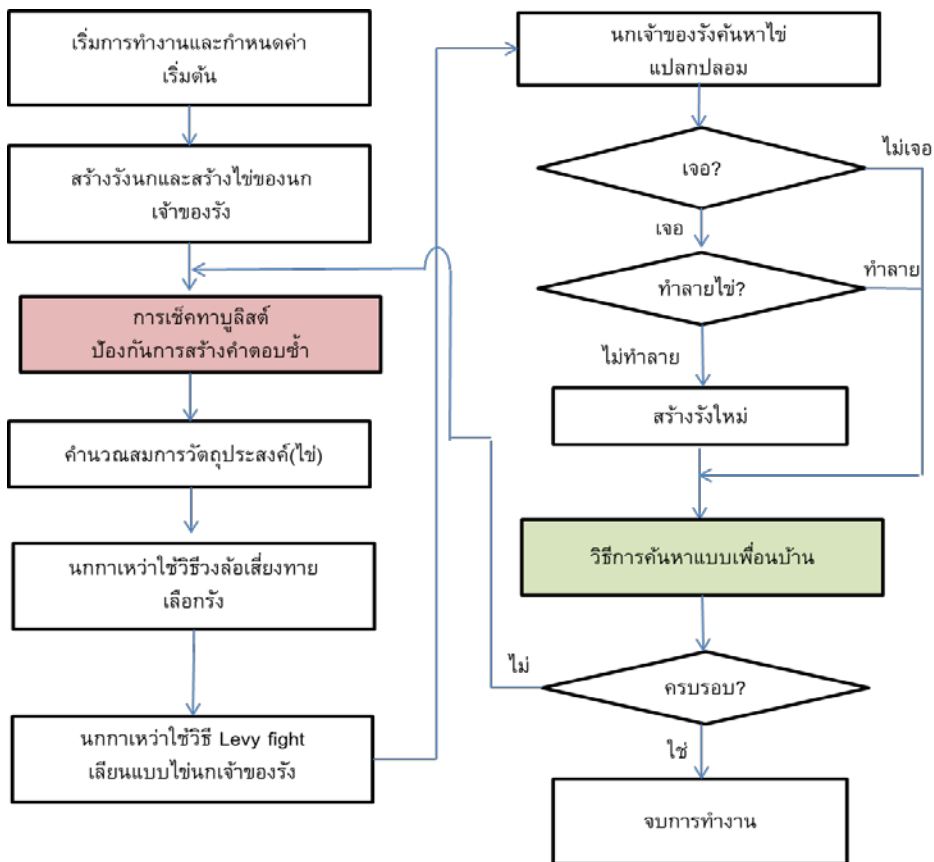 เริ่มการทำงานและกำหนดค่า
เริ่มต้น
สร้างรังนกและสร้างไข่ของนก
เจ้าของรัง
การเช็คทาบูลิสต์
ป้องกันการสร้างคำตอบซ้ำ
คำนวณสมการวัตถุประสงค์(ไข่)
นกกาเหว่าใช้วิธีวงล้อเสี่ยงทาย
เลือกรัง
นกกาเหว่าใช้วิธี Levy fight
เลียนแบบไข่นกเจ้าของรัง
นกเจ้าของรังค้นหาไข่
แปลกปลอม
เจอ?
ไม่เจอ
เจอ
ทำลายไข่?
ทำลาย
ไม่ทำลาย
สร้างรังใหม่
วิธีการค้นหาแบบเพื่อนบ้าน
ครบรอบ?
ไม่
ใช่
จบการทำงาน